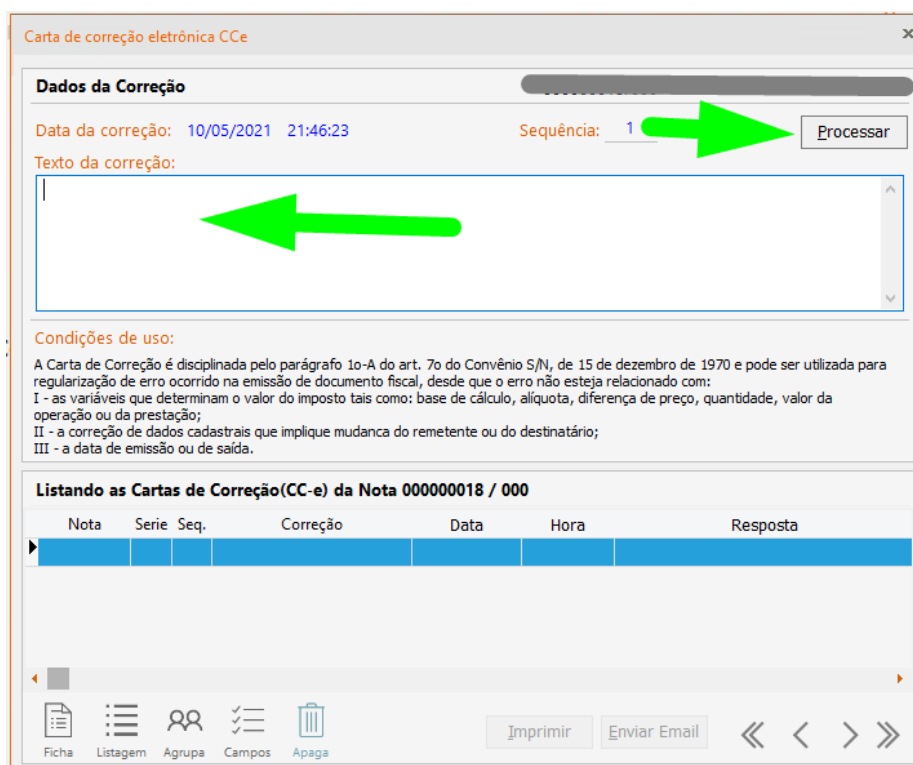 Carta de correção eletrônica CCe
Dados da Correção
Data da correção: 10/05/2021 21:46:23 Sequência: 1 Processar
Texto da correção:
Condições de uso:
A Carta de Correção é disciplinada pelo parágrafo 1o-A do art. 7o do Convênio S/N, de 15 de dezembro de 1970 e pode ser utilizada para
regularização de erro ocorrido na emissão de documento fiscal, desde que o erro não esteja relacionado com:
I - as variáveis que determinam o valor do imposto tais como: base de cálculo, alíquota, diferença de preço, quantidade, valor da
operação ou da prestação;
II - a correção de dados cadastrais que implique mudanca do remetente ou do destinatário;
III - a data de emissão ou de saída.
Listando as Cartas de Correção(CC-e) da Nota 000000018 / 000
Nota Serie Seq. Correção Data Hora Resposta
Ficha Listagem Agrupa Campos Apaga Imprimir Enviar Email